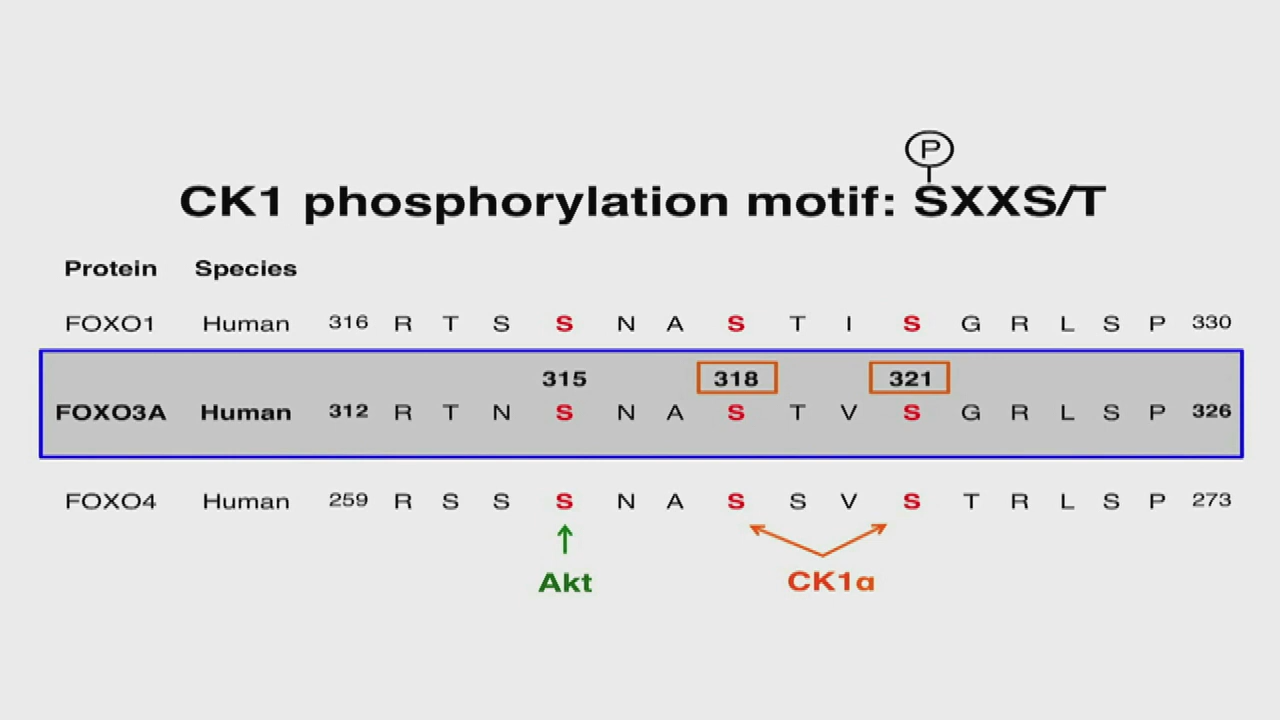 P
CK1 phosphorylation motif: SXXS/T
Protein Species
FOXO1 Human 316 R T S S N A S T I S G R L S P 330
315 318 321
FOXO3A Human 312 R T N S N A S T V S G R L S P 326
FOXO4 Human 259 R S S S N A S S V S T R L S P 273
Akt CK1α